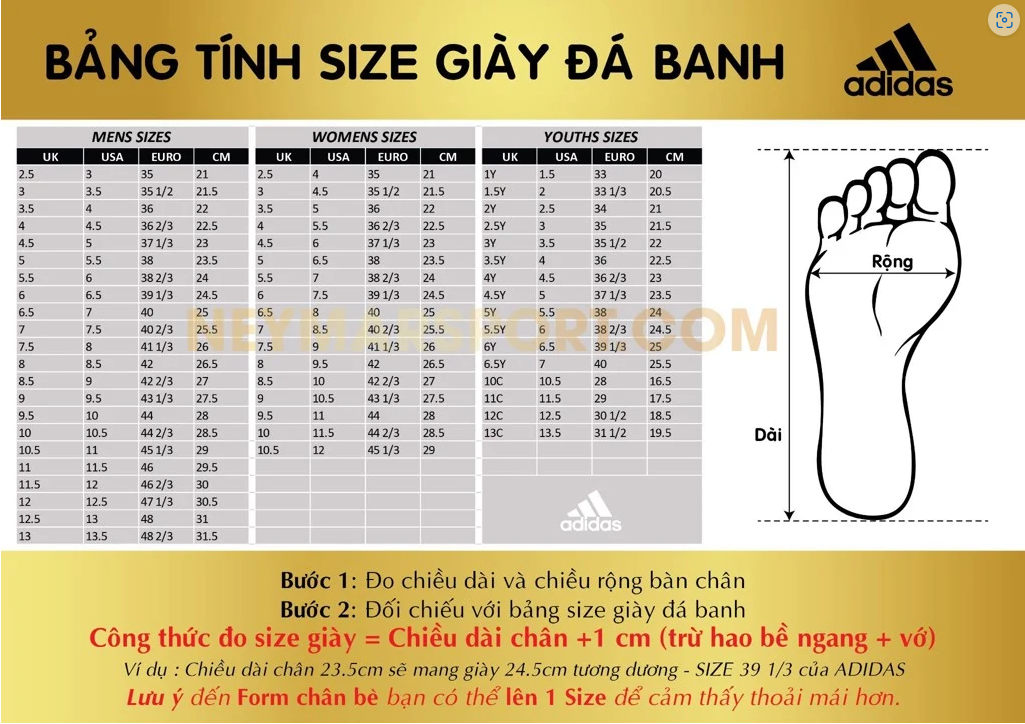 BẢNG TÍNH SIZE GIÀY ĐÁ BANH
adidas
MENS SIZES WOMENS SIZES YOUTHS SIZES
UK USA EURO CM UK USA EURO CM UK USA EURO CM
2.5 3 35 21 2.5 4 35 21 1Y 1.5 33 20
3 3.5 35 1/2 21.5 3 4.5 35 1/2 21.5 1.5Y 2 33 1/3 20.5
3.5 4 36 22 3.5 5 36 22 2Y 2.5 34 21
4 4.5 36 2/3 22.5 4 5.5 36 2/3 22.5 2.5Y 3 35 21.5
4.5 5 37 1/3 23 4.5 6 37 1/3 23 3Y 3.5 35 1/2 22
5 5.5 38 23.5 5 6.5 38 23.5 3.5Y 4 36 22.5
5.5 6 38 2/3 24 5.5 7 38 2/3 24 4Y 4.5 36 2/3 23
6 6.5 39 1/3 24.5 6 7.5 39 1/3 24.5 4.5Y 5 37 1/3 23.5
6.5 7 40 25 6.5 8 40 25 5Y 5.5 38 24
7 7.5 40 2/3 25.5 7 8.5 40 2/3 25.5 5.5Y 6 38 2/3 24.5
7.5 8 41 1/3 26 7.5 9 41 1/3 26 6Y 6.5 39 1/3 25
8 8.5 42 26.5 8 9.5 42 26.5 6.5Y 7 40 25.5
8.5 9 42 2/3 27 8.5 10 42 2/3 27 10C 10.5 28 16.5
9 9.5 43 1/3 27.5 9 10.5 43 1/3 27.5 11C 11.5 29 17.5
9.5 10 44 28 9.5 11 44 28 12C 12.5 30 1/2 18.5
10 10.5 44 2/3 28.5 10 11.5 44 2/3 28.5 13C 13.5 31 1/2 19.5
10.5 11 45 1/3 29 10.5 12 45 1/3 29
11 11.5 46 29.5
11.5 12 46 2/3 30
12 12.5 47 1/3 30.5
12.5 13 48 31
13 13.5 48 2/3 31.5
NEYMARSPORT.COM
adidas
Rộng
Dài
Bước 1: Đo chiều dài và chiều rộng bàn chân
Bước 2: Đối chiếu với bảng size giày đá banh
Công thức đo size giày = Chiều dài chân +1 cm (trừ hao bề ngang + vớ)
Ví dụ : Chiều dài chân 23.5cm sẽ mang giày 24.5cm tương dương - SIZE 39 1/3 của ADIDAS
Lưu ý đến Form chân bè bạn có thể lên 1 Size để cảm thấy thoải mái hơn.